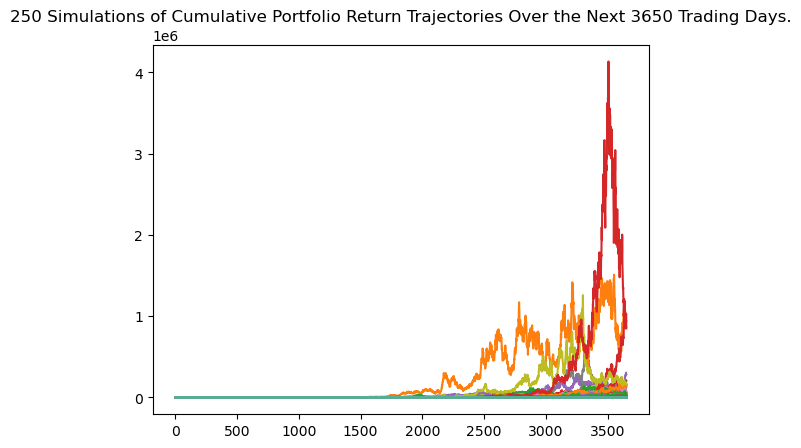 250 Simulations of Cumulative Portfolio Return Trajectories Over the Next 3650 Trading Days.
1e6
4
3
2
1
0
0 500 1000 1500 2000 2500 3000 3500